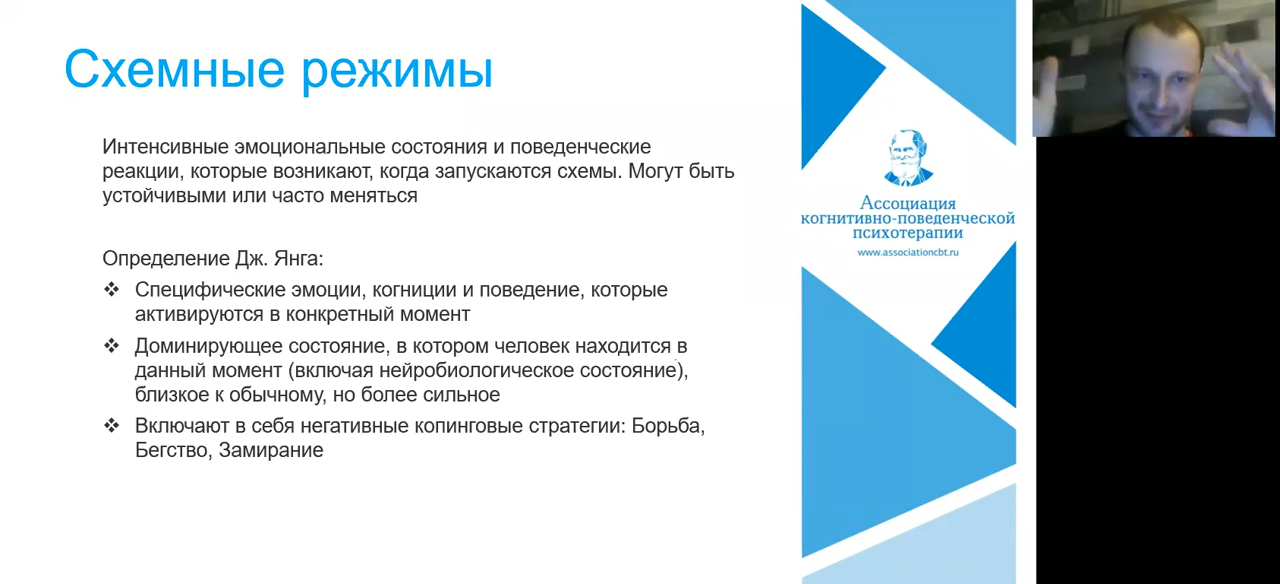 Схемные режимы
Интенсивные эмоциональные состояния и поведенческие
реакции, которые возникают, когда запускаются схемы. Могут быть
устойчивыми или часто меняться
Определение Дж. Янга:
❖ Специфические эмоции, когниции и поведение, которые
активируются в конкретный момент
❖ Доминирующее состояние, в котором человек находится в
данный момент (включая нейробиологическое состояние),
близкое к обычному, но более сильное
❖ Включают в себя негативные копинговые стратегии: Борьба,
Бегство, Замирание
Ассоциация
когнитивно-поведенческой
психотерапии
www.associationcbt.ru